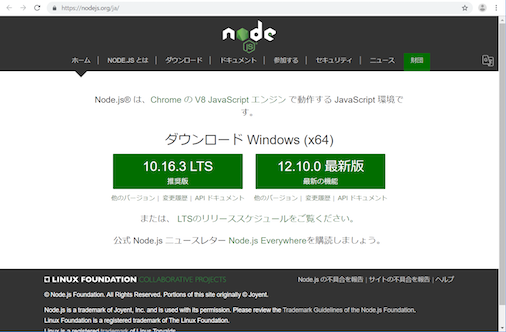 https://nodejs.org/ja/
node
JS
ホーム | NODE.JS とは | ダウンロード | ドキュメント | 参加する | セキュリティ | ニュース | 財団
Node.js® は、Chrome の V8 JavaScript エンジン で動作する JavaScript 環境で
す。
ダウンロード Windows (x64)
10.16.3 LTS
推奨版
12.10.0 最新版
最新の機能
他のバージョン | 変更履歴 | API ドキュメント
他のバージョン | 変更履歴 | API ドキュメント
または、 LTSのリリーススケジュールをご覧ください。
公式 Node.js ニュースレター Node.js Everywhereを購読しましょう。
LINUX FOUNDATION COLLABORATIVE PROJECTS
Node.js の不具合を報告 | サイトの不具合を報告 | ヘルプ
© Node.js Foundation. All Rights Reserved. Portions of this site originally © Joyent.
Node.js is a trademark of Joyent, Inc. and is used with its permission. Please review the Trademark Guidelines of the Node.js Foundation.
Linux Foundation is a registered trademark of The Linux Foundation.
Linux is a registered trademark of Linus Torvalds.